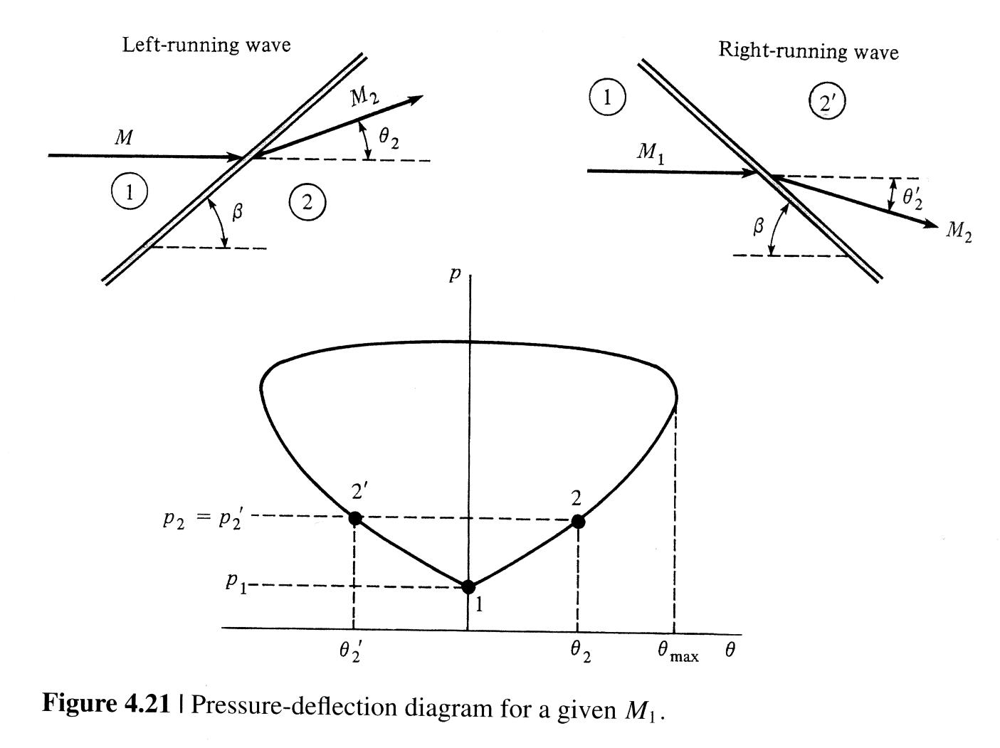 Left-running wave
Right-running wave
M
M₂
θ₂
1
β
2
1
2′
M₁
θ′₂
β
M₂
p
2′
2
p₂ = p₂′
p₁
1
θ₂′
θ₂
θmax
θ
Figure 4.21 | Pressure-deflection diagram for a given M₁.